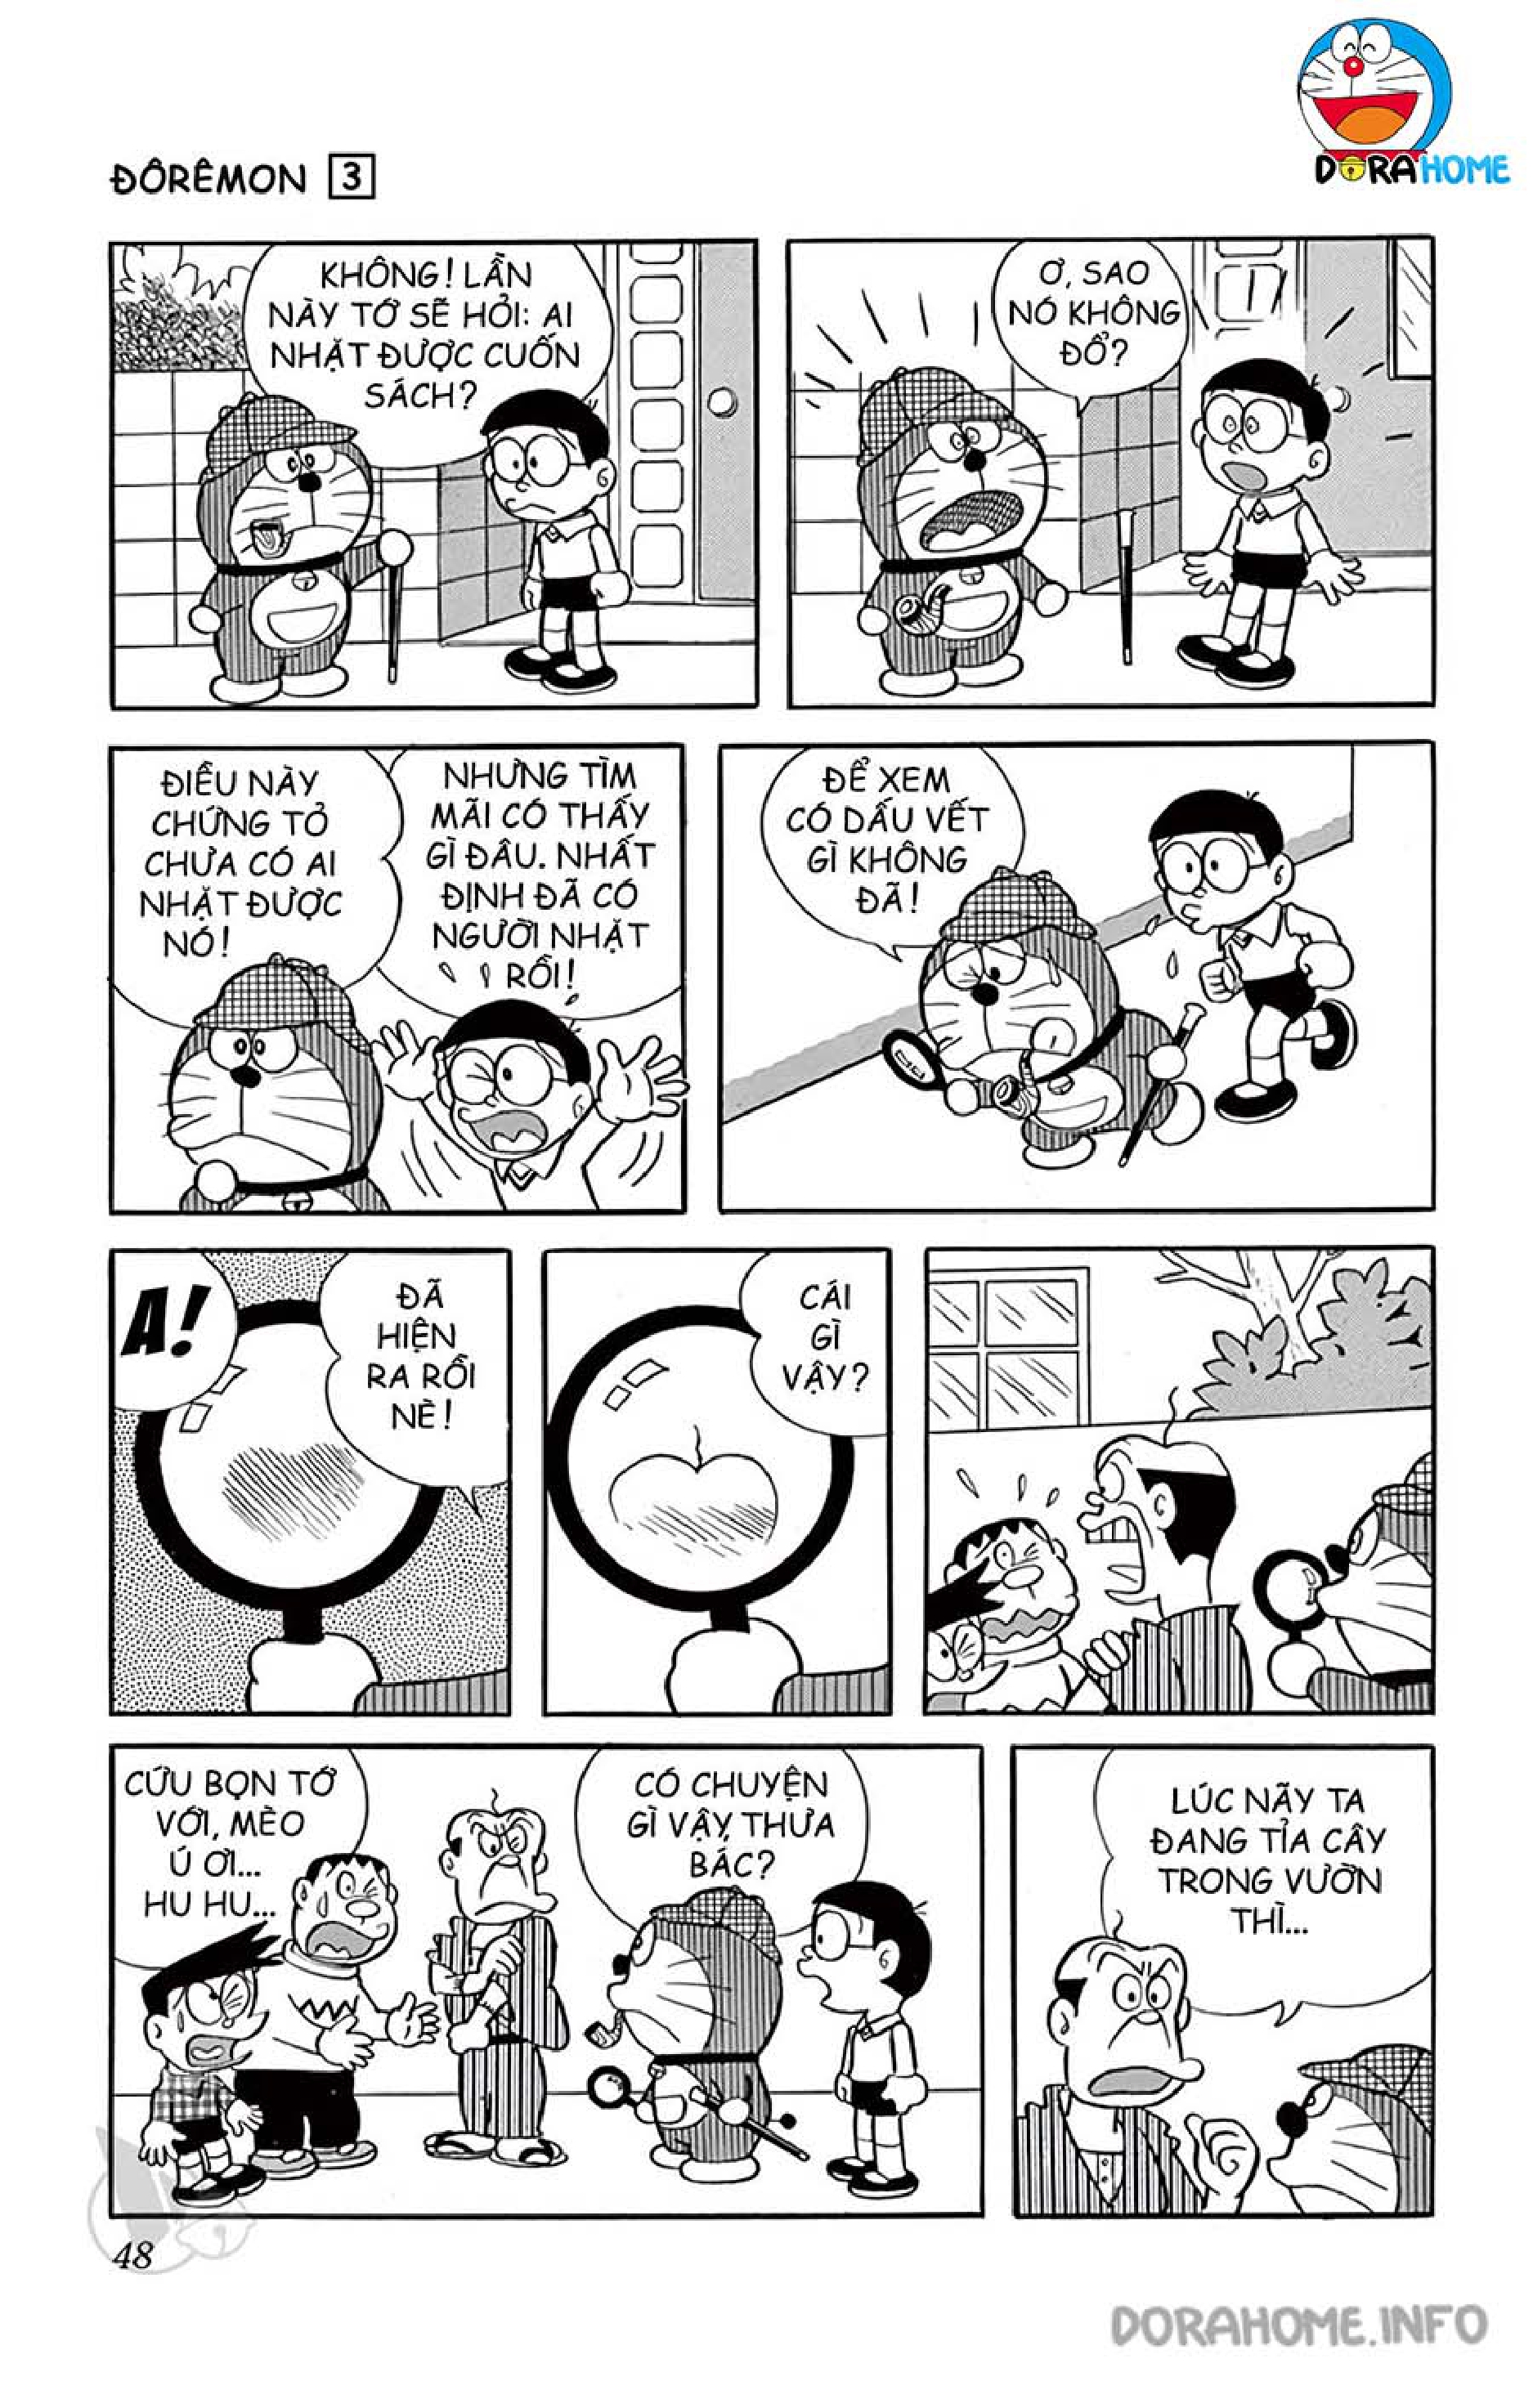 DORAHOME
ĐÔRÊMON 3
KHÔNG! LẦN
NÀY TỚ SẼ HỎI: AI
NHẶT ĐƯỢC CUỐN
SÁCH?
Ơ, SAO
NÓ KHÔNG
ĐỔ?
ĐIỀU NÀY
CHỨNG TỎ
CHƯA CÓ AI
NHẶT ĐƯỢC
NÓ!
NHƯNG TÌM
MÃI CÓ THẤY
GÌ ĐÂU. NHẤT
ĐỊNH ĐÃ CÓ
NGƯỜI NHẶT
RỒI!
ĐỂ XEM
CÓ DẤU VẾT
GÌ KHÔNG
ĐÃ!
A!
ĐÃ
HIỆN
RA RỒI
NÈ!
CÁI
GÌ
VẬY?
CỨU BỌN TỚ
VỚI, MÈO
Ú ƠI...
HU HU...
CÓ CHUYỆN
GÌ VẬY, THƯA
BÁC?
LÚC NÃY TA
ĐANG TỈA CÂY
TRONG VƯỜN
THÌ...
48
DORAHOME.INFO